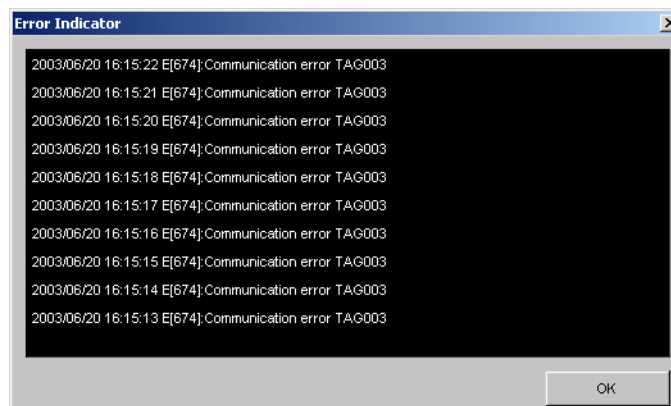 Error Indicator
2003/06/20 16:15:22 E[674]:Communication error TAG003
2003/06/20 16:15:21 E[674]:Communication error TAG003
2003/06/20 16:15:20 E[674]:Communication error TAG003
2003/06/20 16:15:19 E[674]:Communication error TAG003
2003/06/20 16:15:18 E[674]:Communication error TAG003
2003/06/20 16:15:17 E[674]:Communication error TAG003
2003/06/20 16:15:16 E[674]:Communication error TAG003
2003/06/20 16:15:15 E[674]:Communication error TAG003
2003/06/20 16:15:14 E[674]:Communication error TAG003
2003/06/20 16:15:13 E[674]:Communication error TAG003
OK